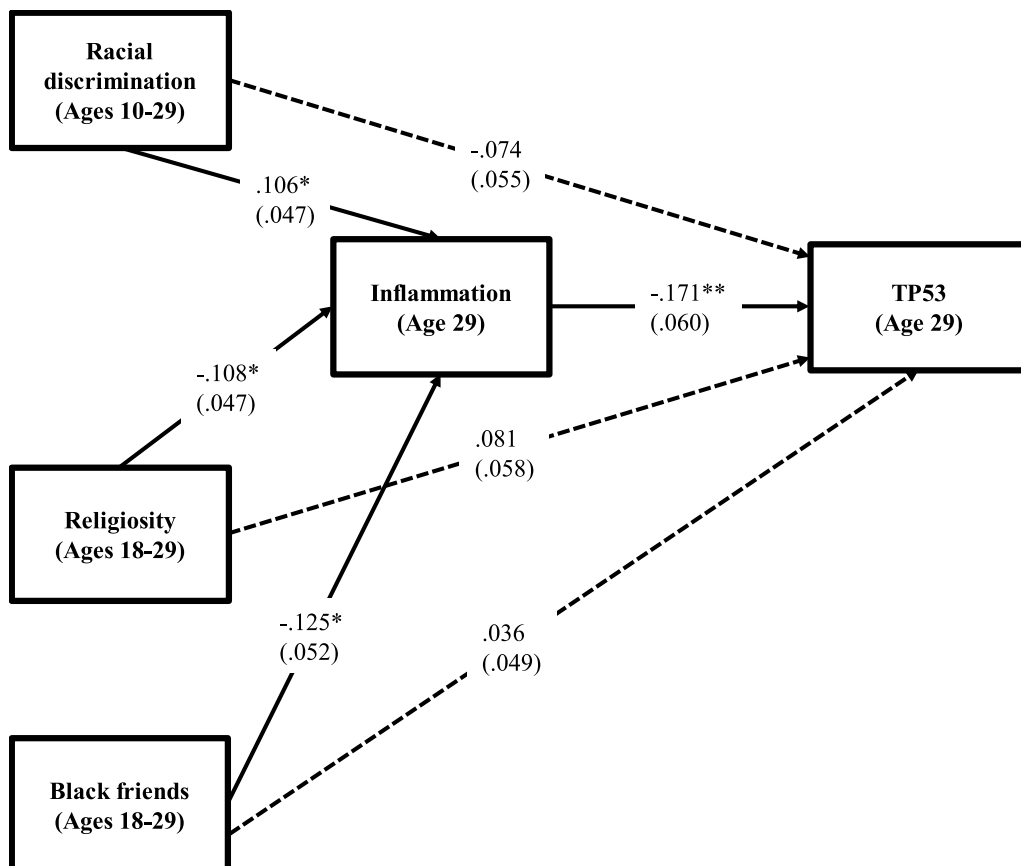 Racial
discrimination
(Ages 10-29)
-.074
(.055)
.106*
(.047)
Inflammation
(Age 29)
-.171**
(.060)
TP53
(Age 29)
-.108*
(.047)
.081
(.058)
Religiosity
(Ages 18-29)
-.125*
(.052)
.036
(.049)
Black friends
(Ages 18-29)